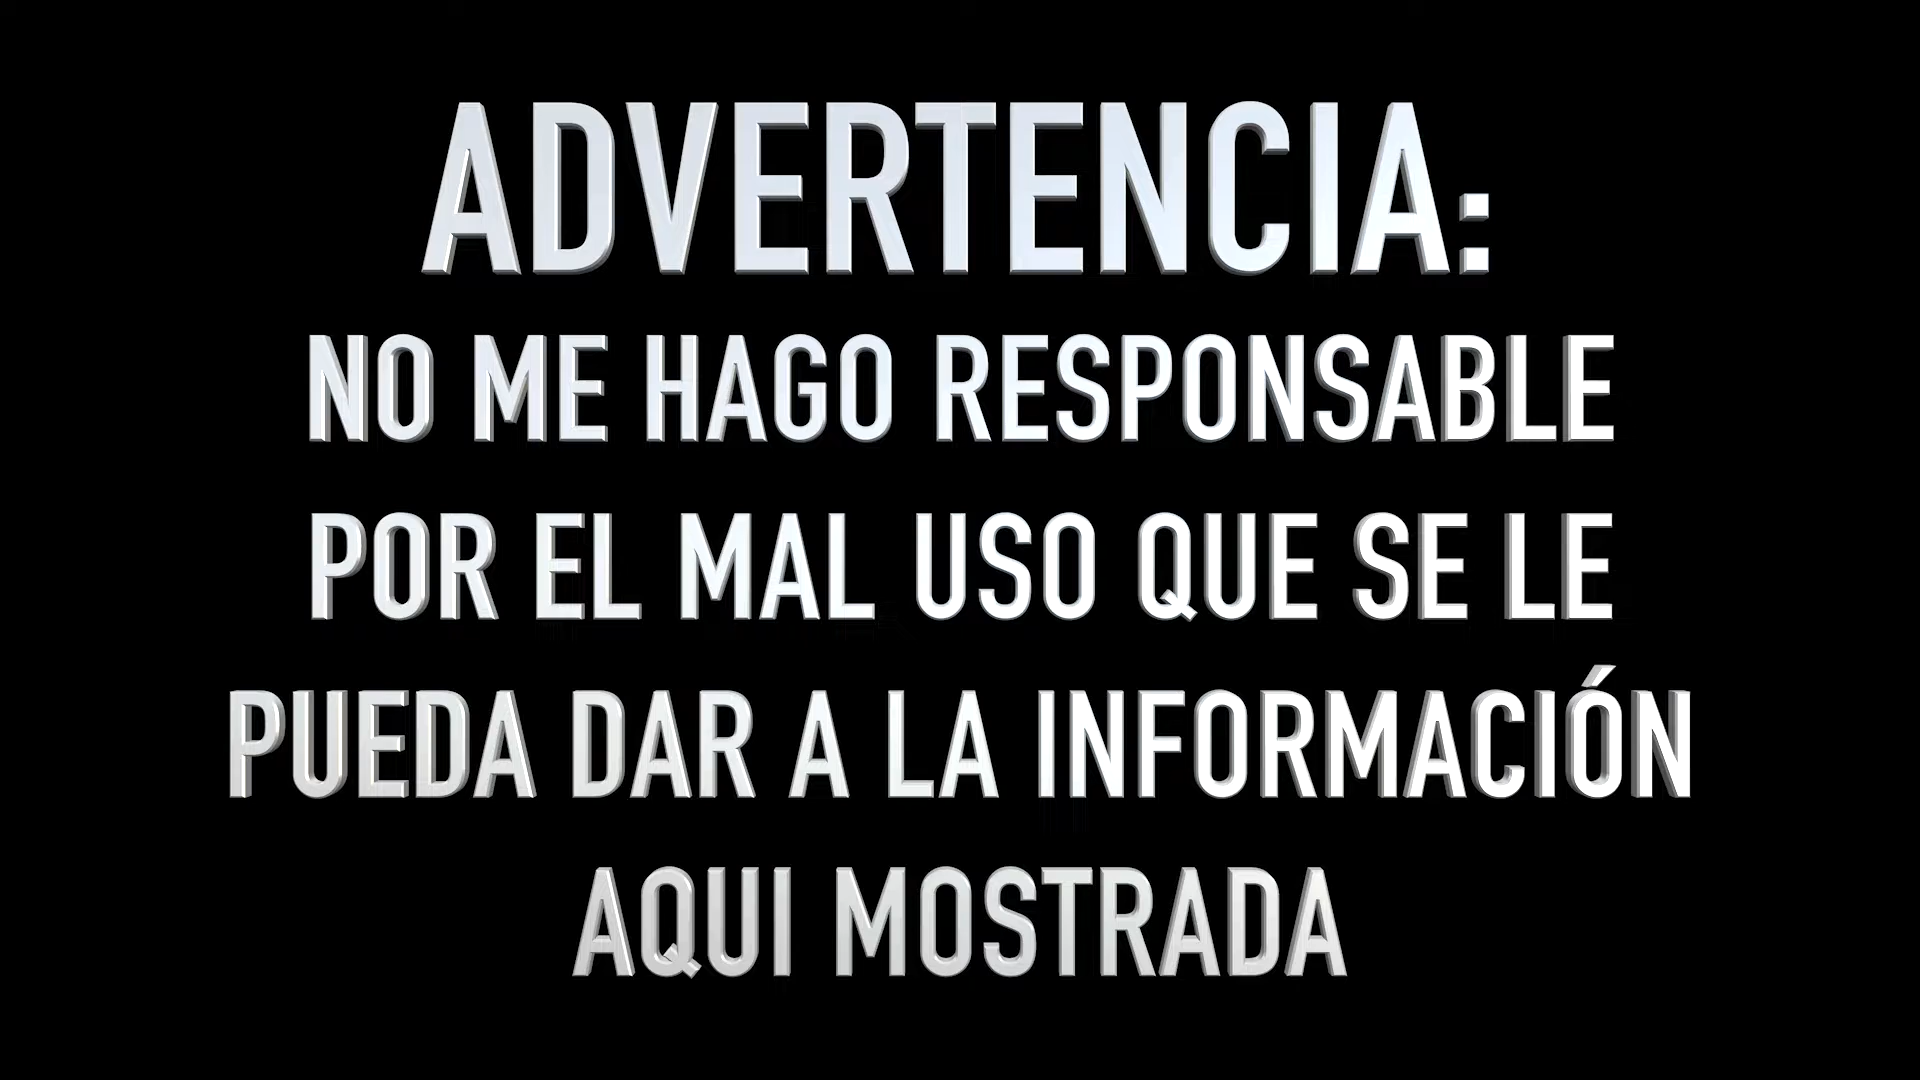 ADVERTENCIA:
NO ME HAGO RESPONSABLE
POR EL MAL USO QUE SE LE
PUEDA DAR A LA INFORMACIÓN
AQUI MOSTRADA